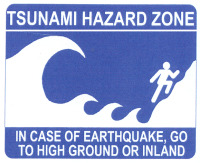 TSUNAMI HAZARD ZONE
IN CASE OF EARTHQUAKE, GO
TO HIGH GROUND OR INLAND